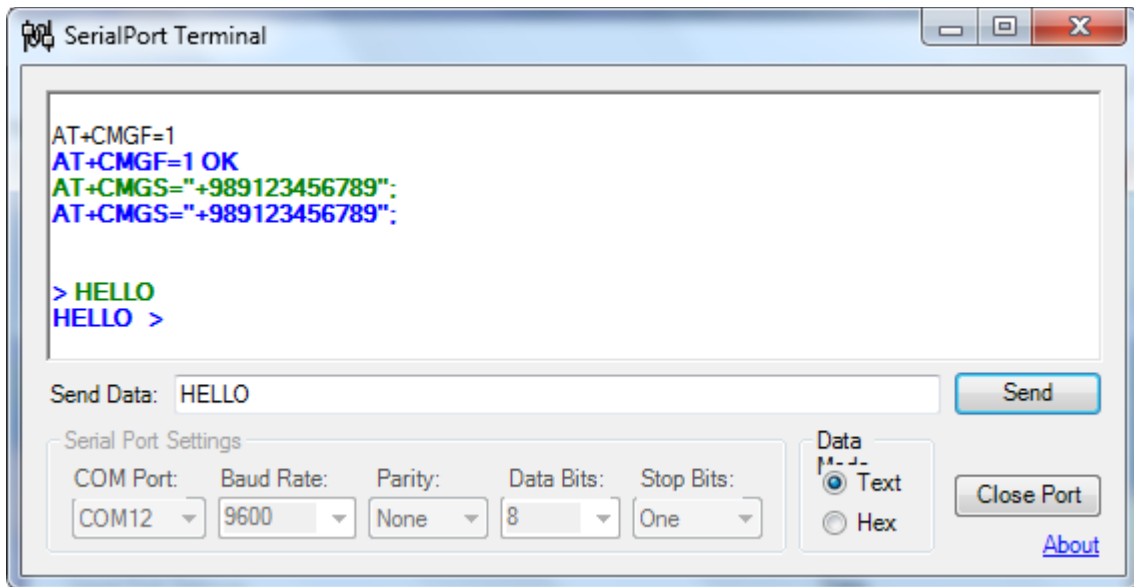 SerialPort Terminal
AT+CMGF=1
AT+CMGF=1 OK
AT+CMGS="+989123456789";
AT+CMGS="+989123456789";
> HELLO
HELLO  >
Send Data: HELLO Send
Serial Port Settings
COM Port: Baud Rate: Parity: Data Bits: Stop Bits:
COM12 9600 None 8 One
Data
Text
Hex
Close Port
About